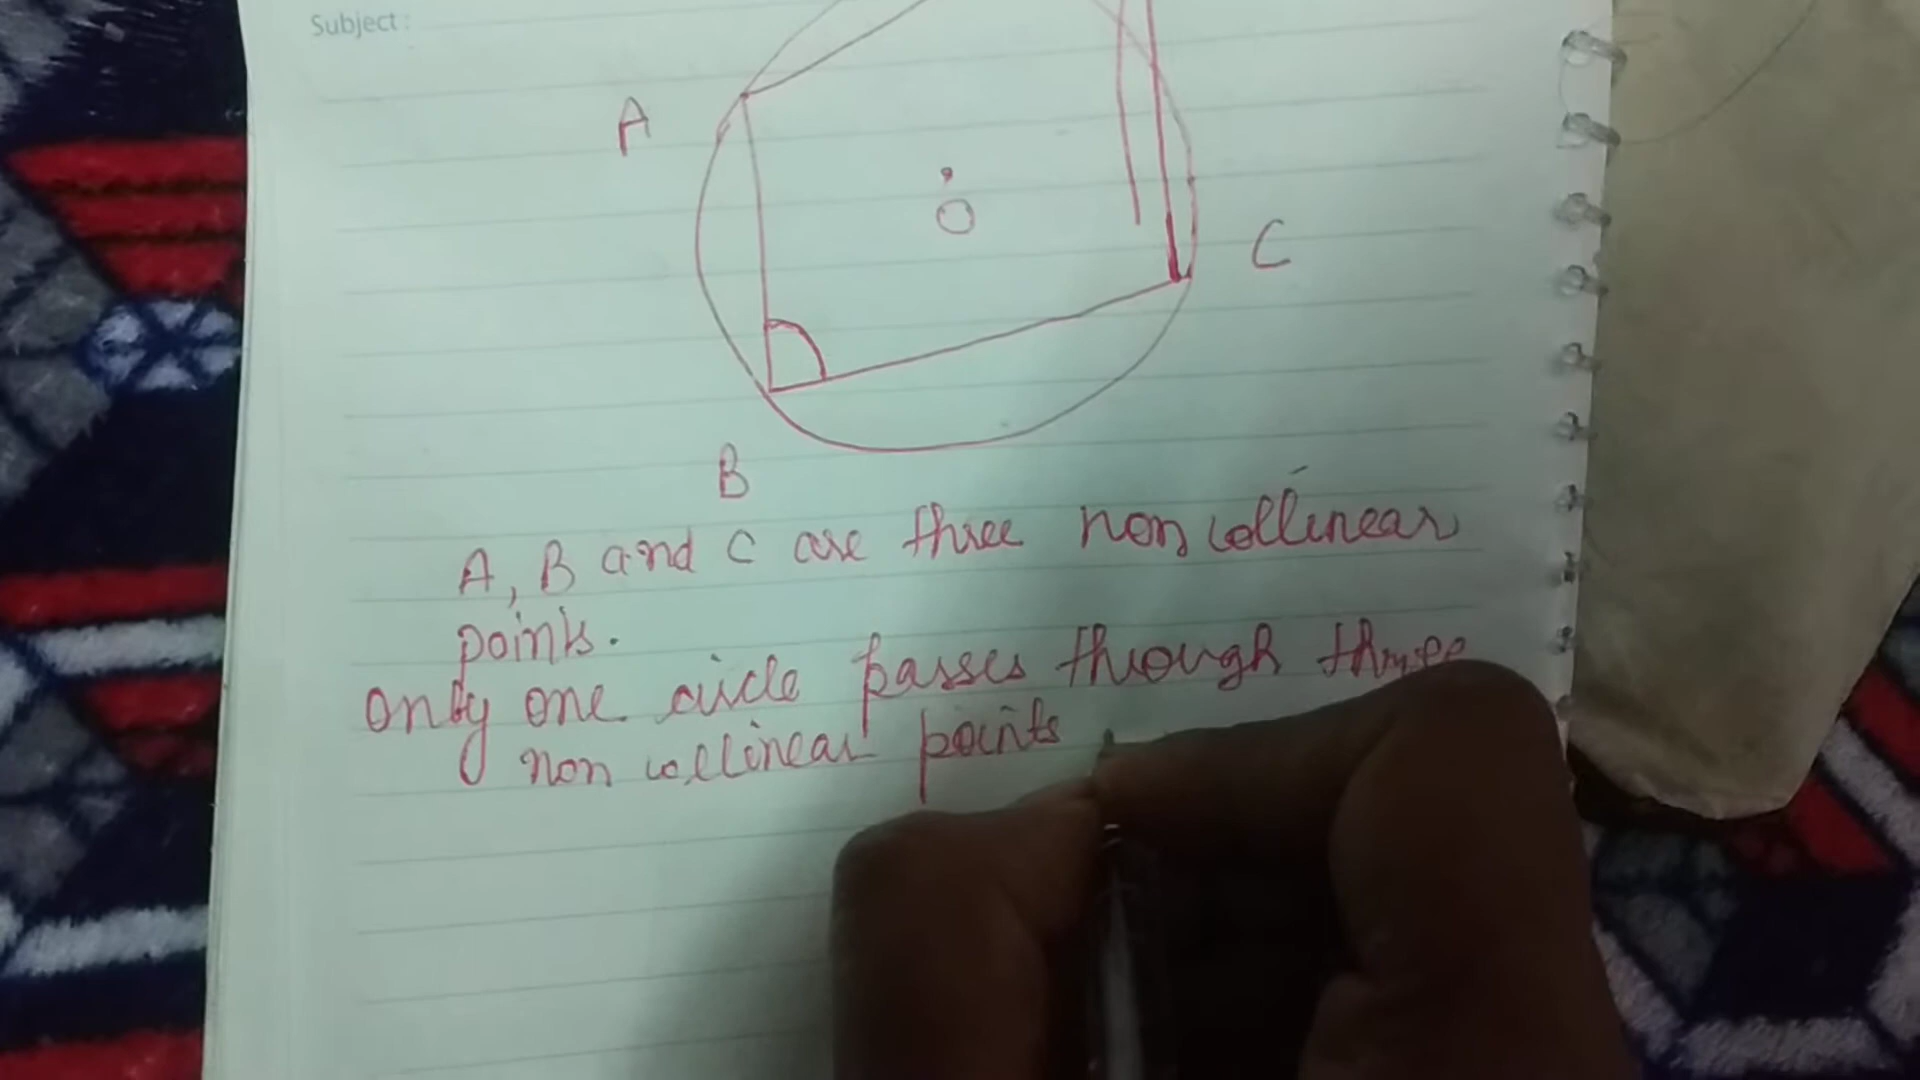 Subject :
A
O
C
B
A, B and C are three non collinear
points.
only one circle passes through three
non collinear points